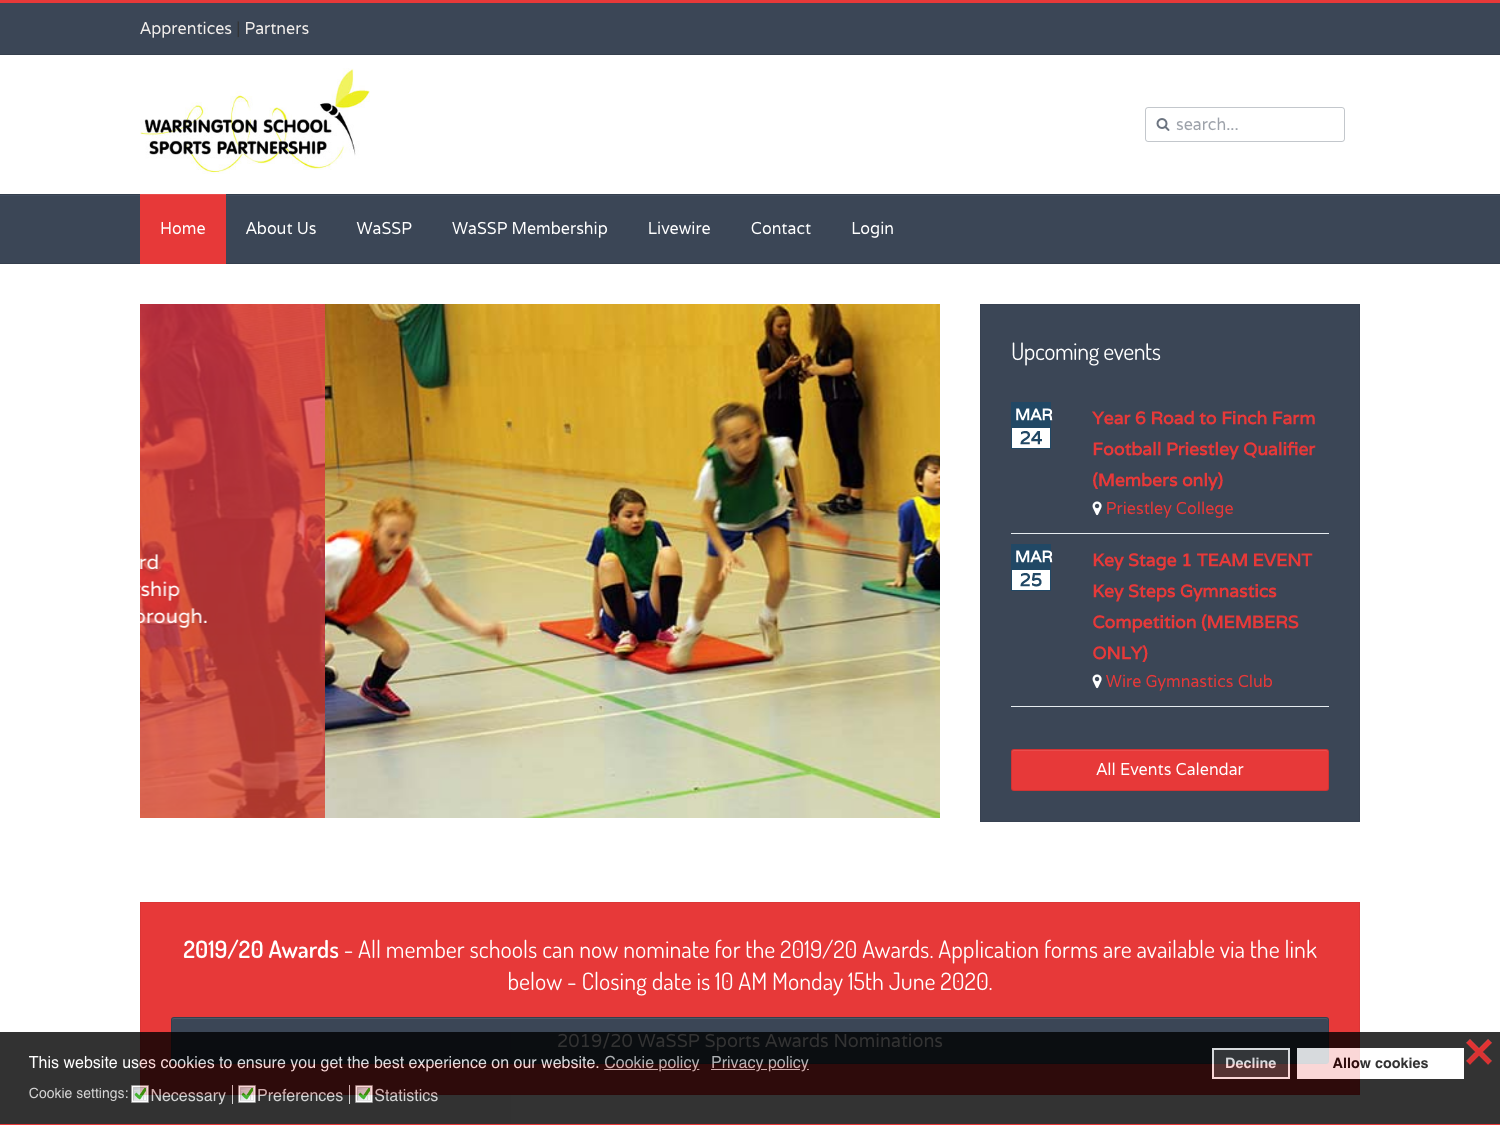 Apprentices | Partners
WARRINGTON SCHOOL
SPORTS PARTNERSHIP
search...
Home
About Us
WaSSP
WaSSP Membership
Livewire
Contact
Login
rd
ship
orough.
Upcoming events
MAR
24
Year 6 Road to Finch Farm
Football Priestley Qualifier
(Members only)
Priestley College
MAR
25
Key Stage 1 TEAM EVENT
Key Steps Gymnastics
Competition (MEMBERS
ONLY)
Wire Gymnastics Club
All Events Calendar
2019/20 Awards - All member schools can now nominate for the 2019/20 Awards. Application forms are available via the link
below - Closing date is 10 AM Monday 15th June 2020.
2019/20 WaSSP Sports Awards Nominations
This website uses cookies to ensure you get the best experience on our website. Cookie policy Privacy policy
Decline
Allow cookies
Cookie settings: Necessary | Preferences | Statistics